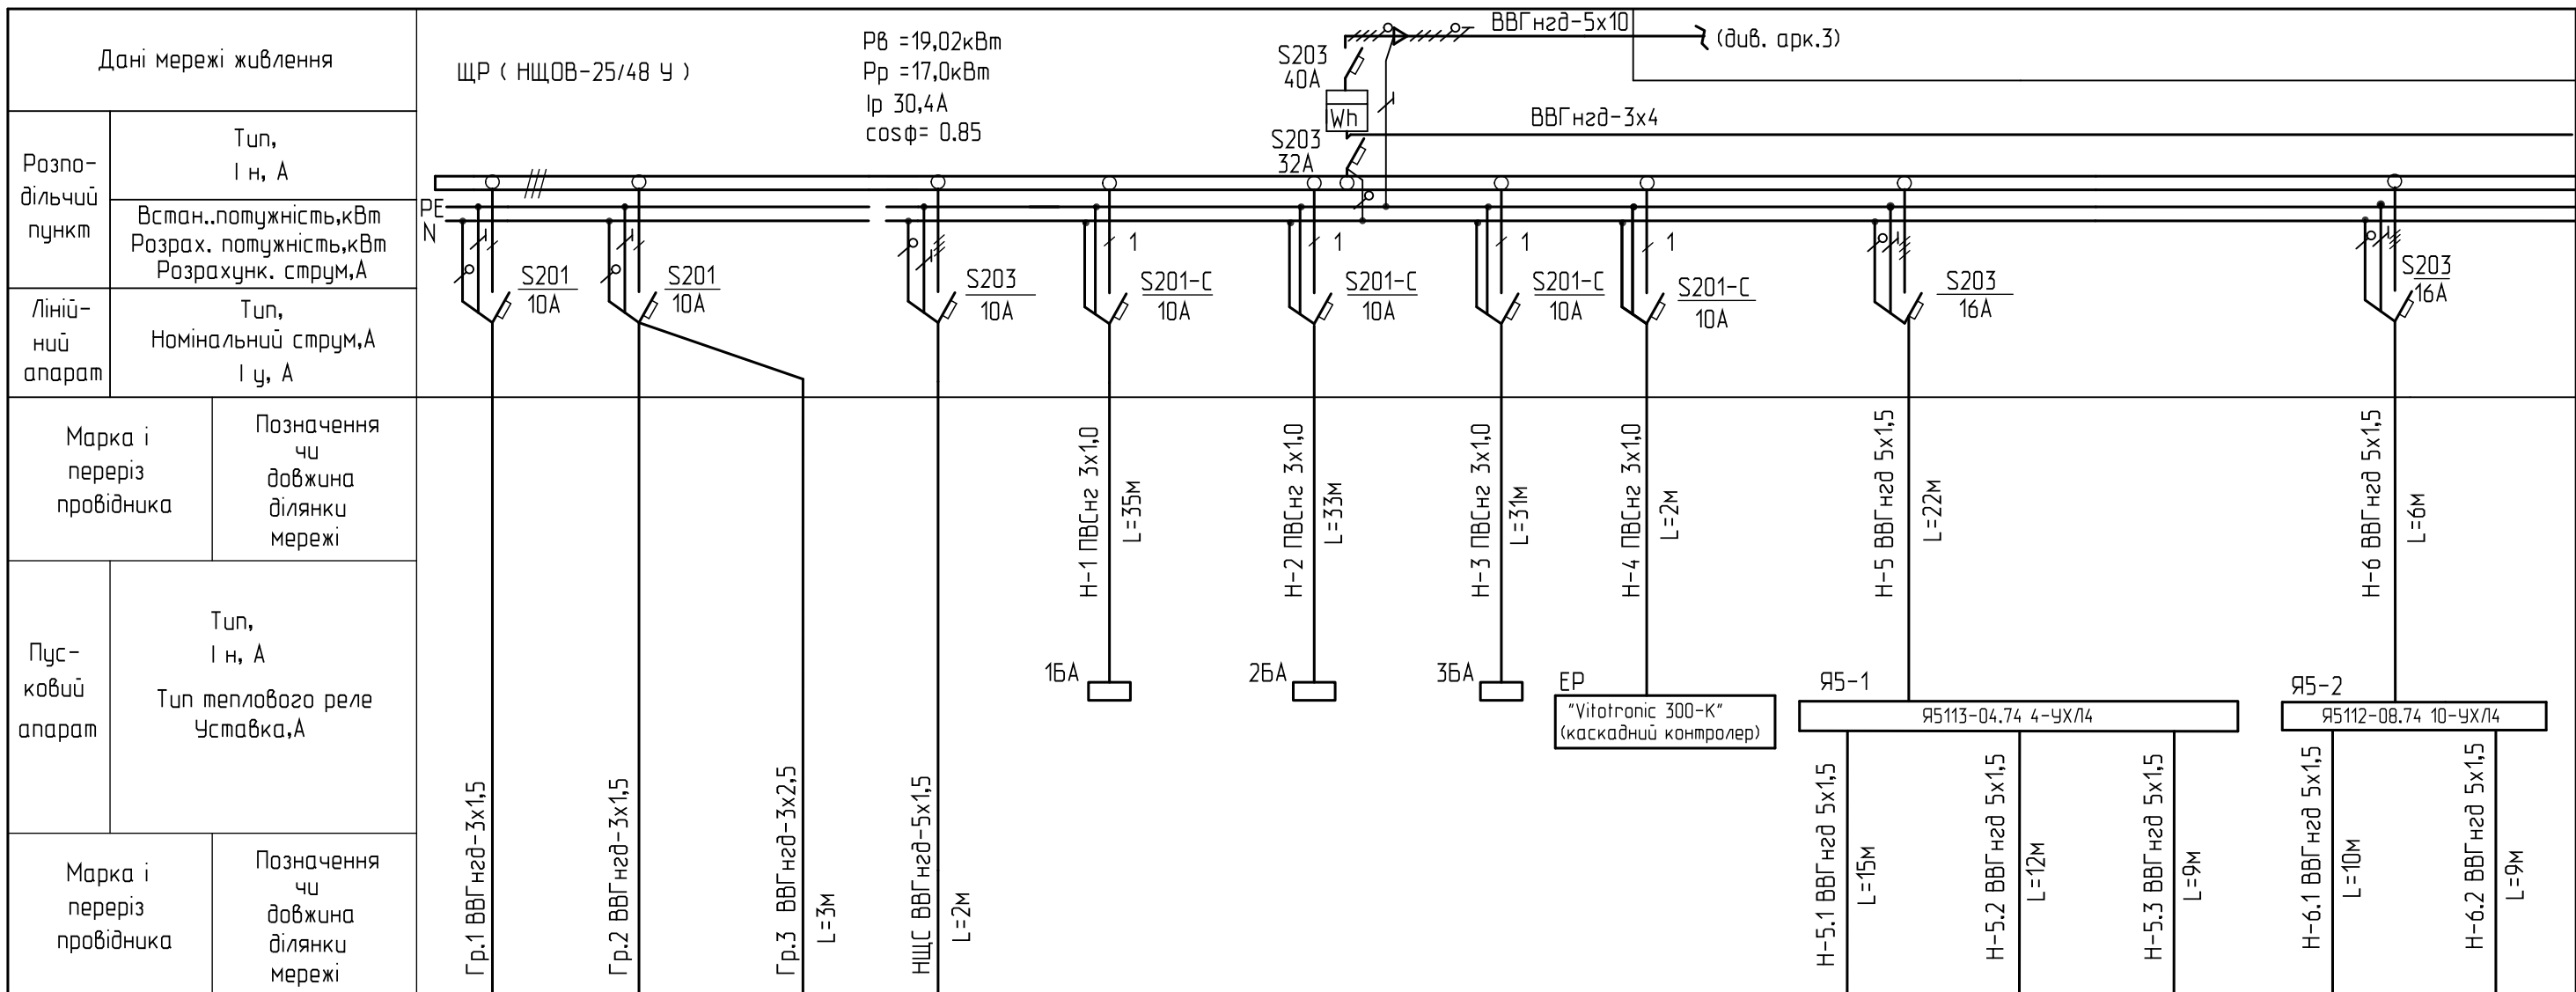 Дані мережі живлення
ЩР ( НЩОВ-25/48 У )
Рв =19,02кВт
Рр =17,0кВт
Ip 30,4А
cosφ= 0.85
ВВГнгд-5х10
(див. арк.3)
S203
40А
Wh
ВВГнгд-3х4
S203
32А
Розпо-
дільчий
пункт
Тип,
I н, А
Встан..потужність,кВт
Розрах. потужність,кВт
Розрахунк. струм,А
PE
N
1
1
1
1
S201
10А
S201
10А
S203
10А
S201-C
10А
S201-C
10А
S201-C
10А
S201-C
10А
S203
16А
S203
16А
Ліній-
ний
апарат
Тип,
Номінальний струм,А
I у, А
Марка і
переріз
провідника
Позначення
чи
довжина
ділянки
мережі
Н-1 ПВСнг 3х1,0
L=35м
Н-2 ПВСнг 3х1,0
L=33м
Н-3 ПВСнг 3х1,0
L=31м
Н-4 ПВСнг 3х1,0
L=2м
Н-5 ВВГнгд 5х1,5
L=22м
Н-6 ВВГнгд 5х1,5
L=6м
Пус-
ковий
апарат
Тип,
I н, А
Тип теплового реле
Уставка,А
1БА
2БА
3БА
ЕР
"Vitotronic 300-K"
(каскадний контролер)
Я5-1
Я5113-04.74 4-УХЛ4
Я5-2
Я5112-08.74 10-УХЛ4
Марка і
переріз
провідника
Позначення
чи
довжина
ділянки
мережі
Гр.1 ВВГнгд-3х1,5
Гр.2 ВВГнгд-3х1,5
Гр.3 ВВГнгд-3х2,5
L=3м
НЩС ВВГнгд-5х1,5
L=2м
Н-5.1 ВВГнгд 5х1,5
L=15м
Н-5.2 ВВГнгд 5х1,5
L=12м
Н-5.3 ВВГнгд 5х1,5
L=9м
Н-6.1 ВВГнгд 5х1,5
L=10м
Н-6.2 ВВГнгд 5х1,5
L=9м